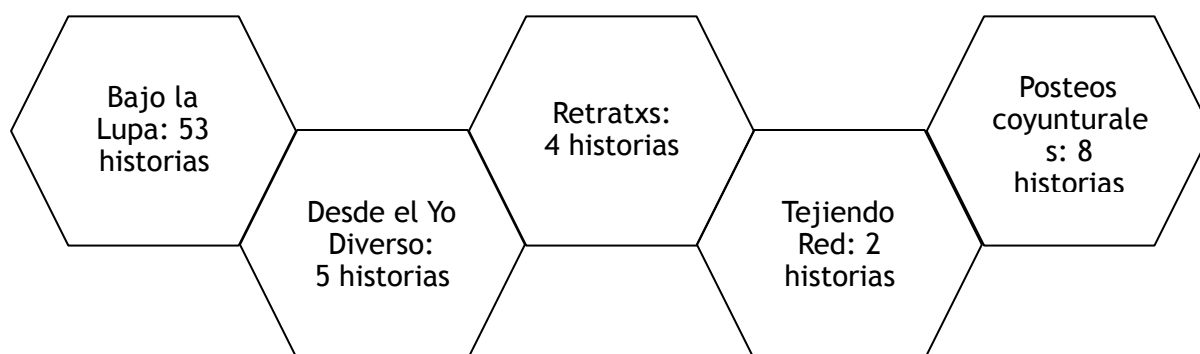 Bajo la
Lupa: 53
historias
Desde el Yo
Diverso:
5 historias
Retratxs:
4 historias
Tejiendo
Red: 2
historias
Posteos
coyunturale
s: 8
historias